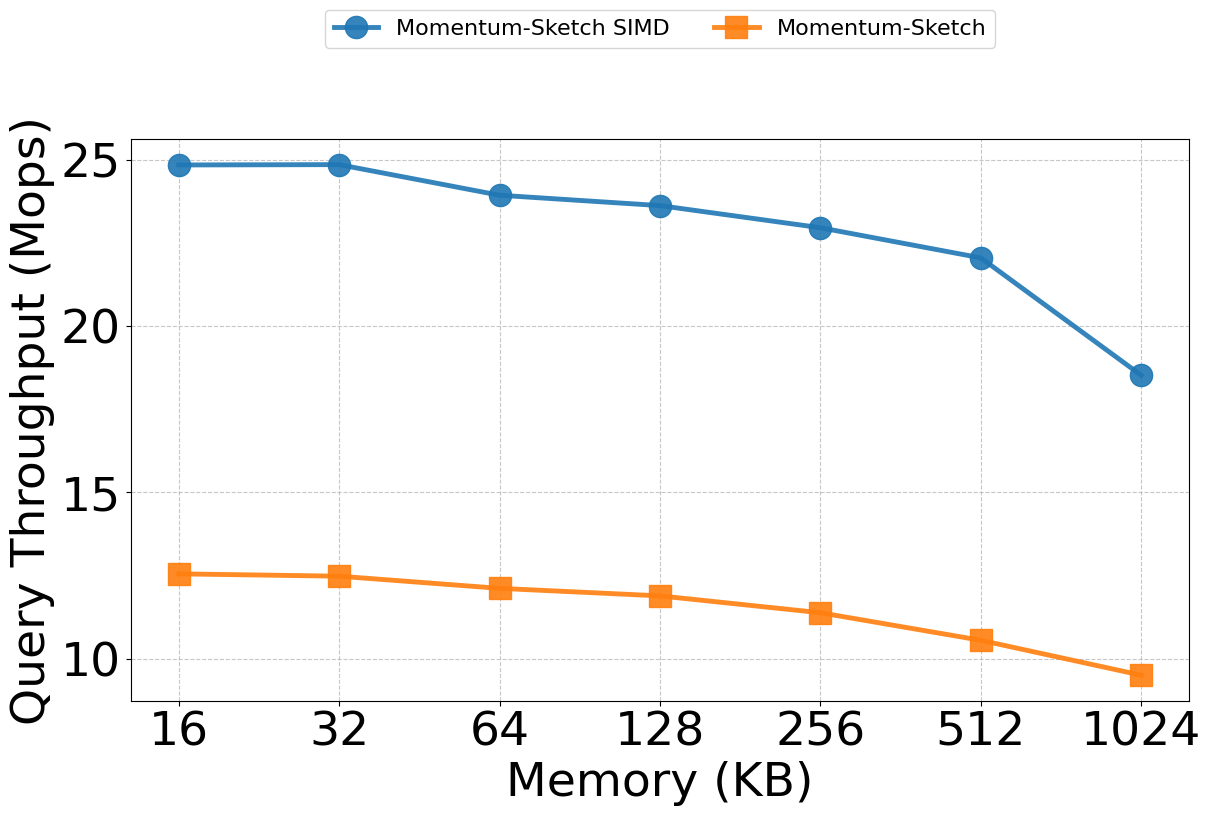 Momentum-Sketch SIMD Momentum-Sketch
Query Throughput (Mops)
25
20
15
10
16 32 64 128 256 512 1024
Memory (KB)